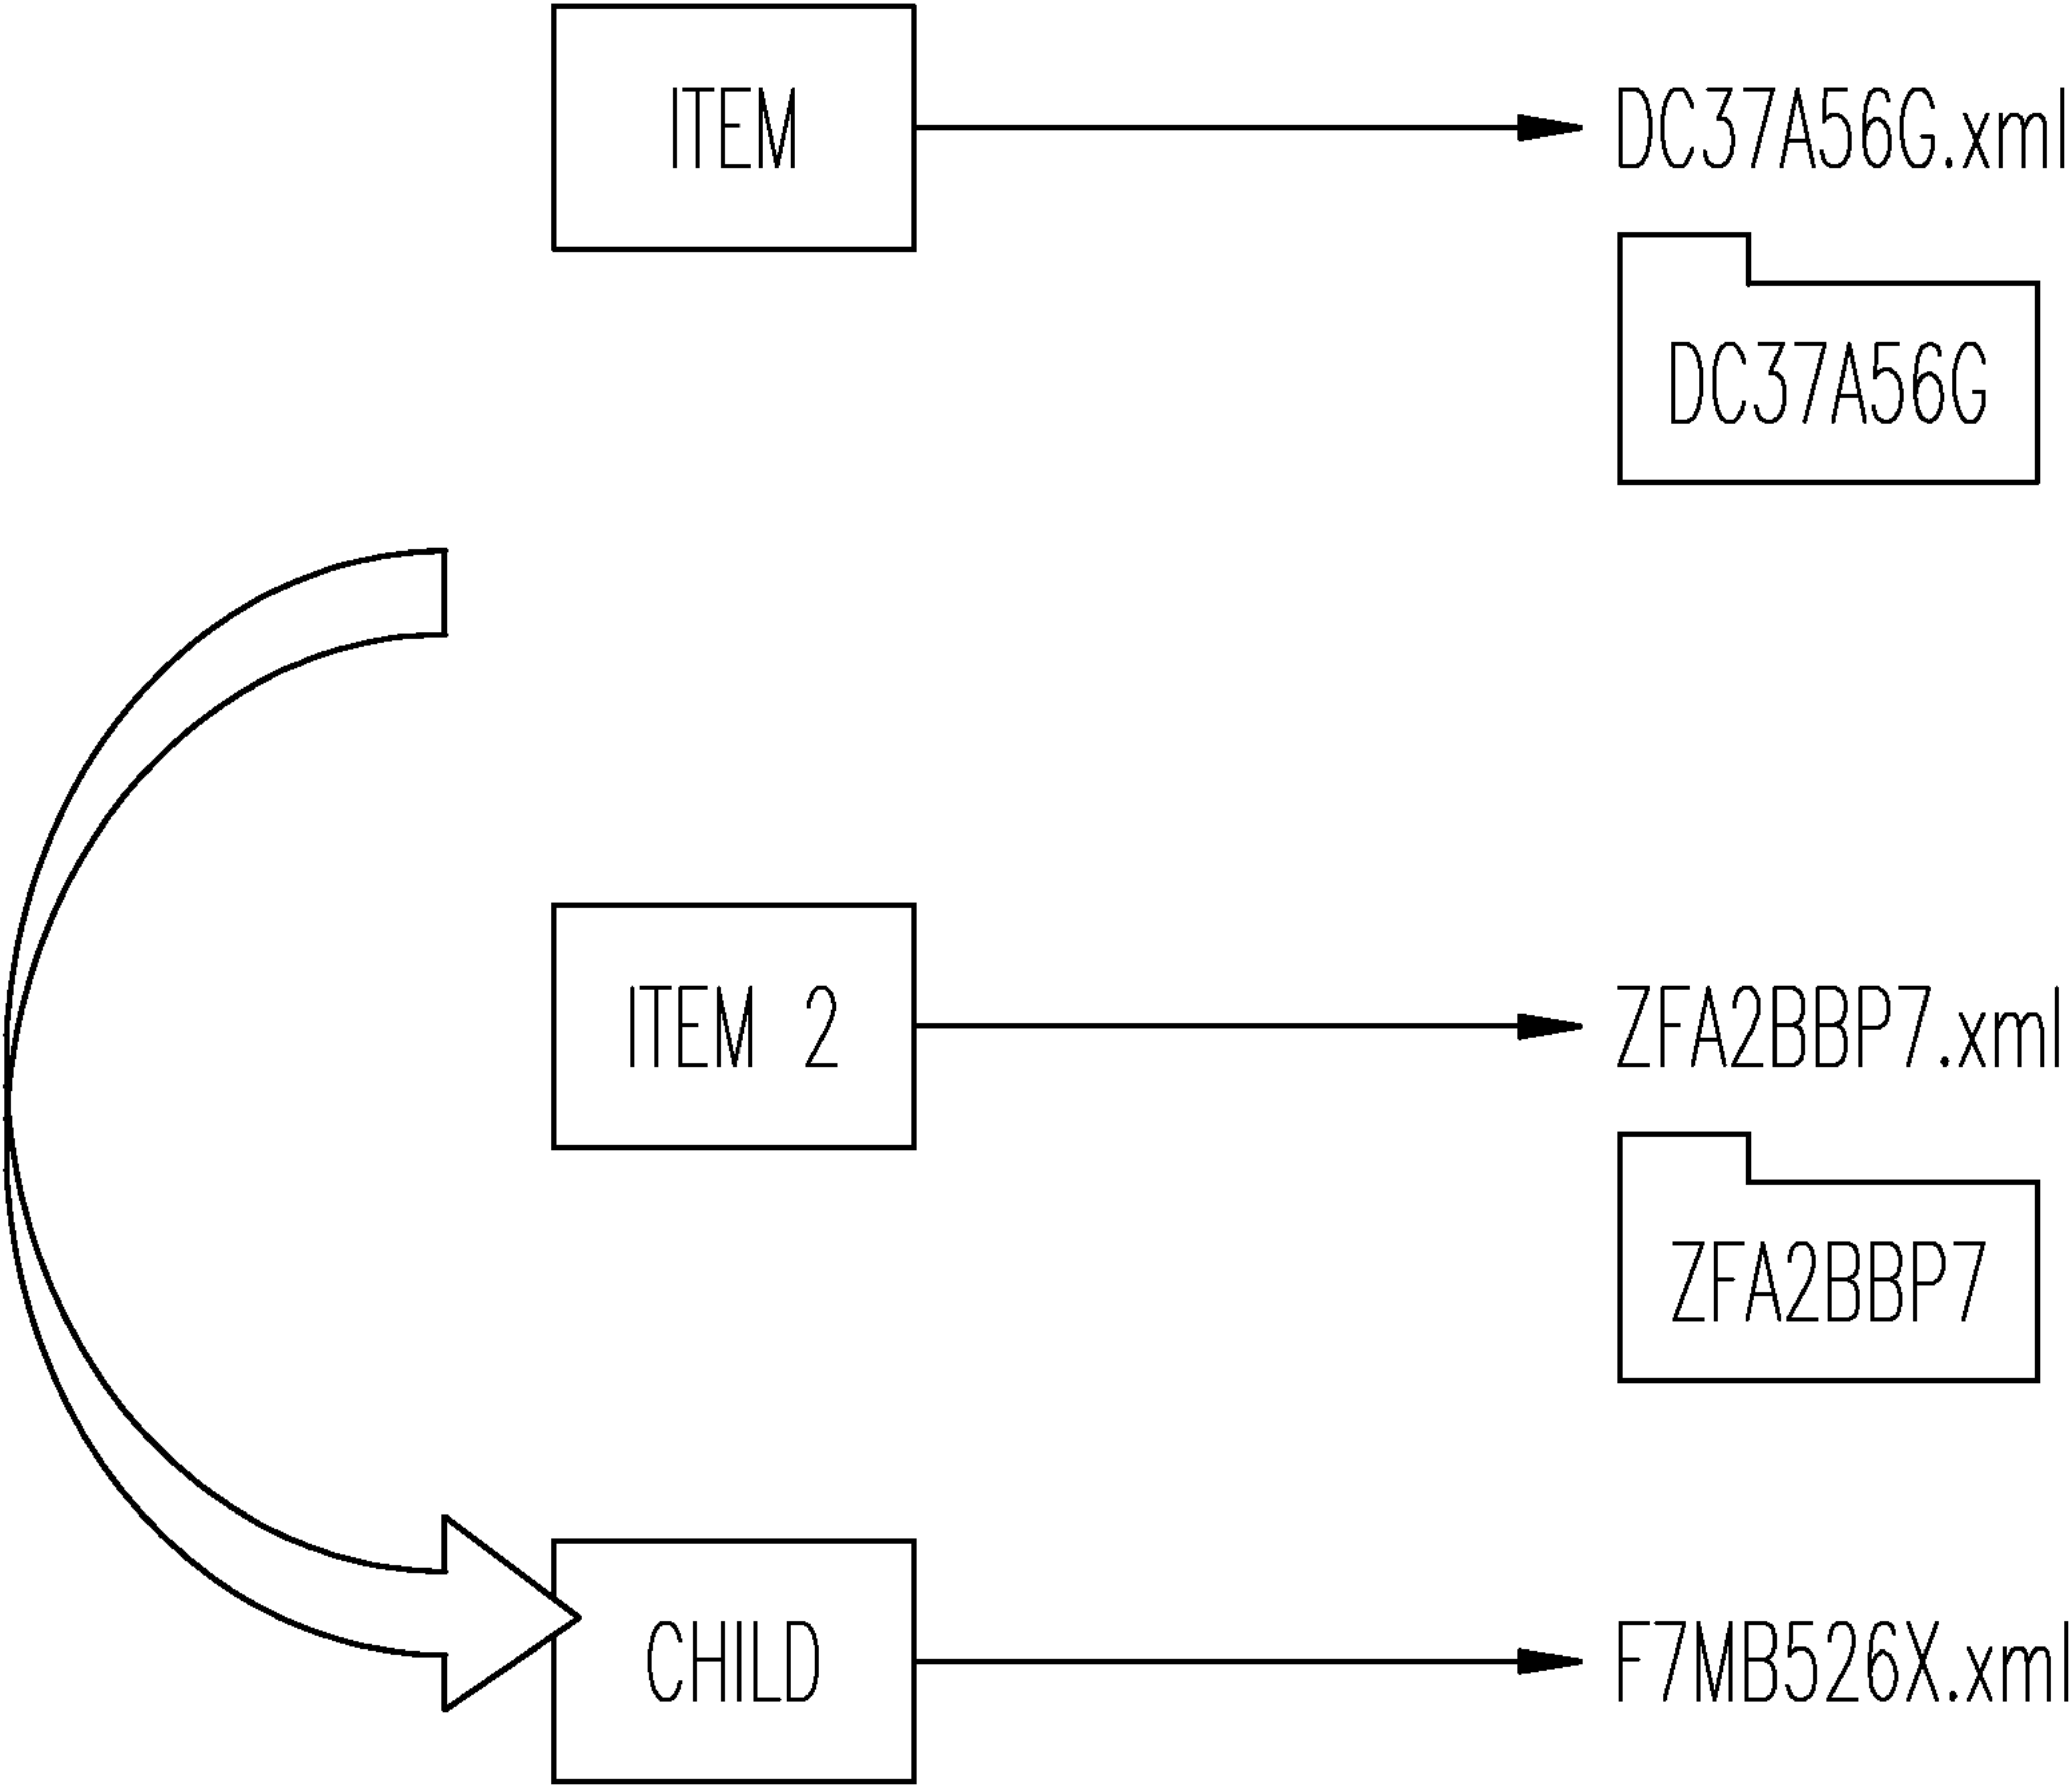 ITEM
DC37A56G.xml
DC37A56G
ITEM 2
ZFA2BBP7.xml
ZFA2BBP7
CHILD
F7MB526X.xml